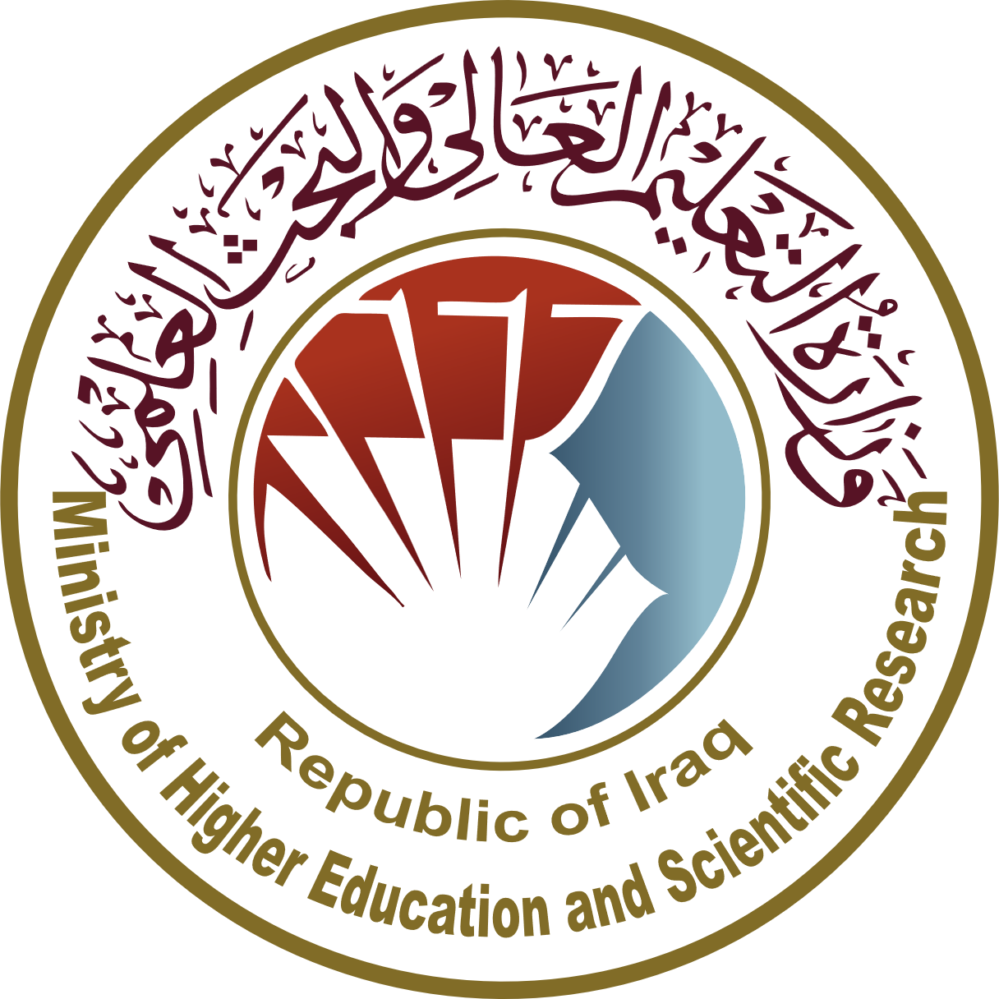 وزارة التعليم العالي والبحث العلمي
Republic of Iraq
Ministry of Higher Education and Scientific Research